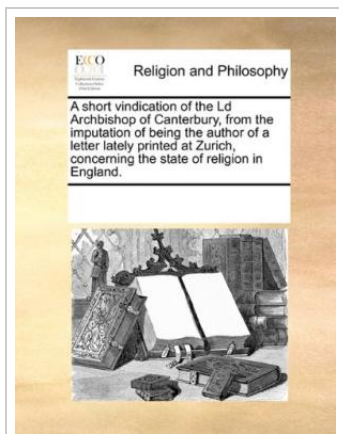 ECCO
Religion and Philosophy
A short vindication of the Ld
Archbishop of Canterbury, from the
imputation of being the author of a
letter lately printed at Zurich,
concerning the state of religion in
England.